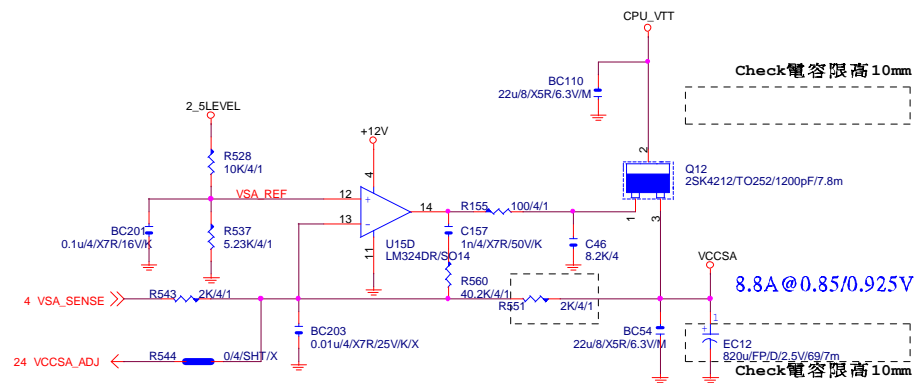 CPU_VTT
Check電容限高10mm
BC110
22u/8/X5R/6.3V/M
2_5LEVEL
+12V
2
Q12
2SK4212/TO252/1200pF/7.8m
R528
10K/4/1
4
VSA_REF
12
+
14
R155
100/4/1
1
3
13
-
BC201
0.1u/4/X7R/16V/K
R537
5.23K/4/1
11
U15D
LM324DR/SO14
C157
1n/4/X7R/50V/K
C46
8.2K/4
VCCSA
R560
40.2K/4/1
8.8A@0.85/0.925V
4 VSA_SENSE
R543
2K/4/1
R551
2K/4/1
BC203
0.01u/4/X7R/25V/K/X
BC54
22u/8/X5R/6.3V/M
1
+
EC12
820u/FP/D/2.5V/69/7m
24 VCCSA_ADJ
R544
0/4/SHT/X
Check電容限高10mm